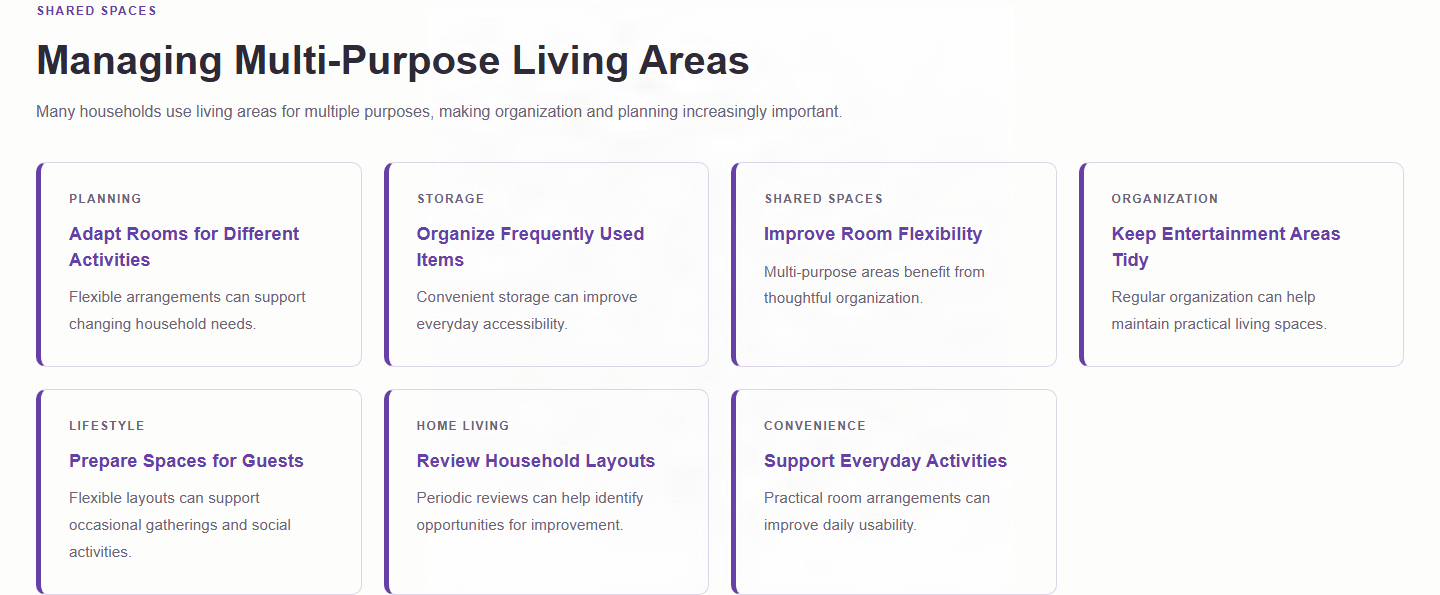 SHARED SPACES
Managing Multi-Purpose Living Areas
Many households use living areas for multiple purposes, making organization and planning increasingly important.
PLANNING
Adapt Rooms for Different
Activities
Flexible arrangements can support
changing household needs.
STORAGE
Organize Frequently Used
Items
Convenient storage can improve
everyday accessibility.
SHARED SPACES
Improve Room Flexibility
Multi-purpose areas benefit from
thoughtful organization.
ORGANIZATION
Keep Entertainment Areas
Tidy
Regular organization can help
maintain practical living spaces.
LIFESTYLE
Prepare Spaces for Guests
Flexible layouts can support
occasional gatherings and social
activities.
HOME LIVING
Review Household Layouts
Periodic reviews can help identify
opportunities for improvement.
CONVENIENCE
Support Everyday Activities
Practical room arrangements can
improve daily usability.